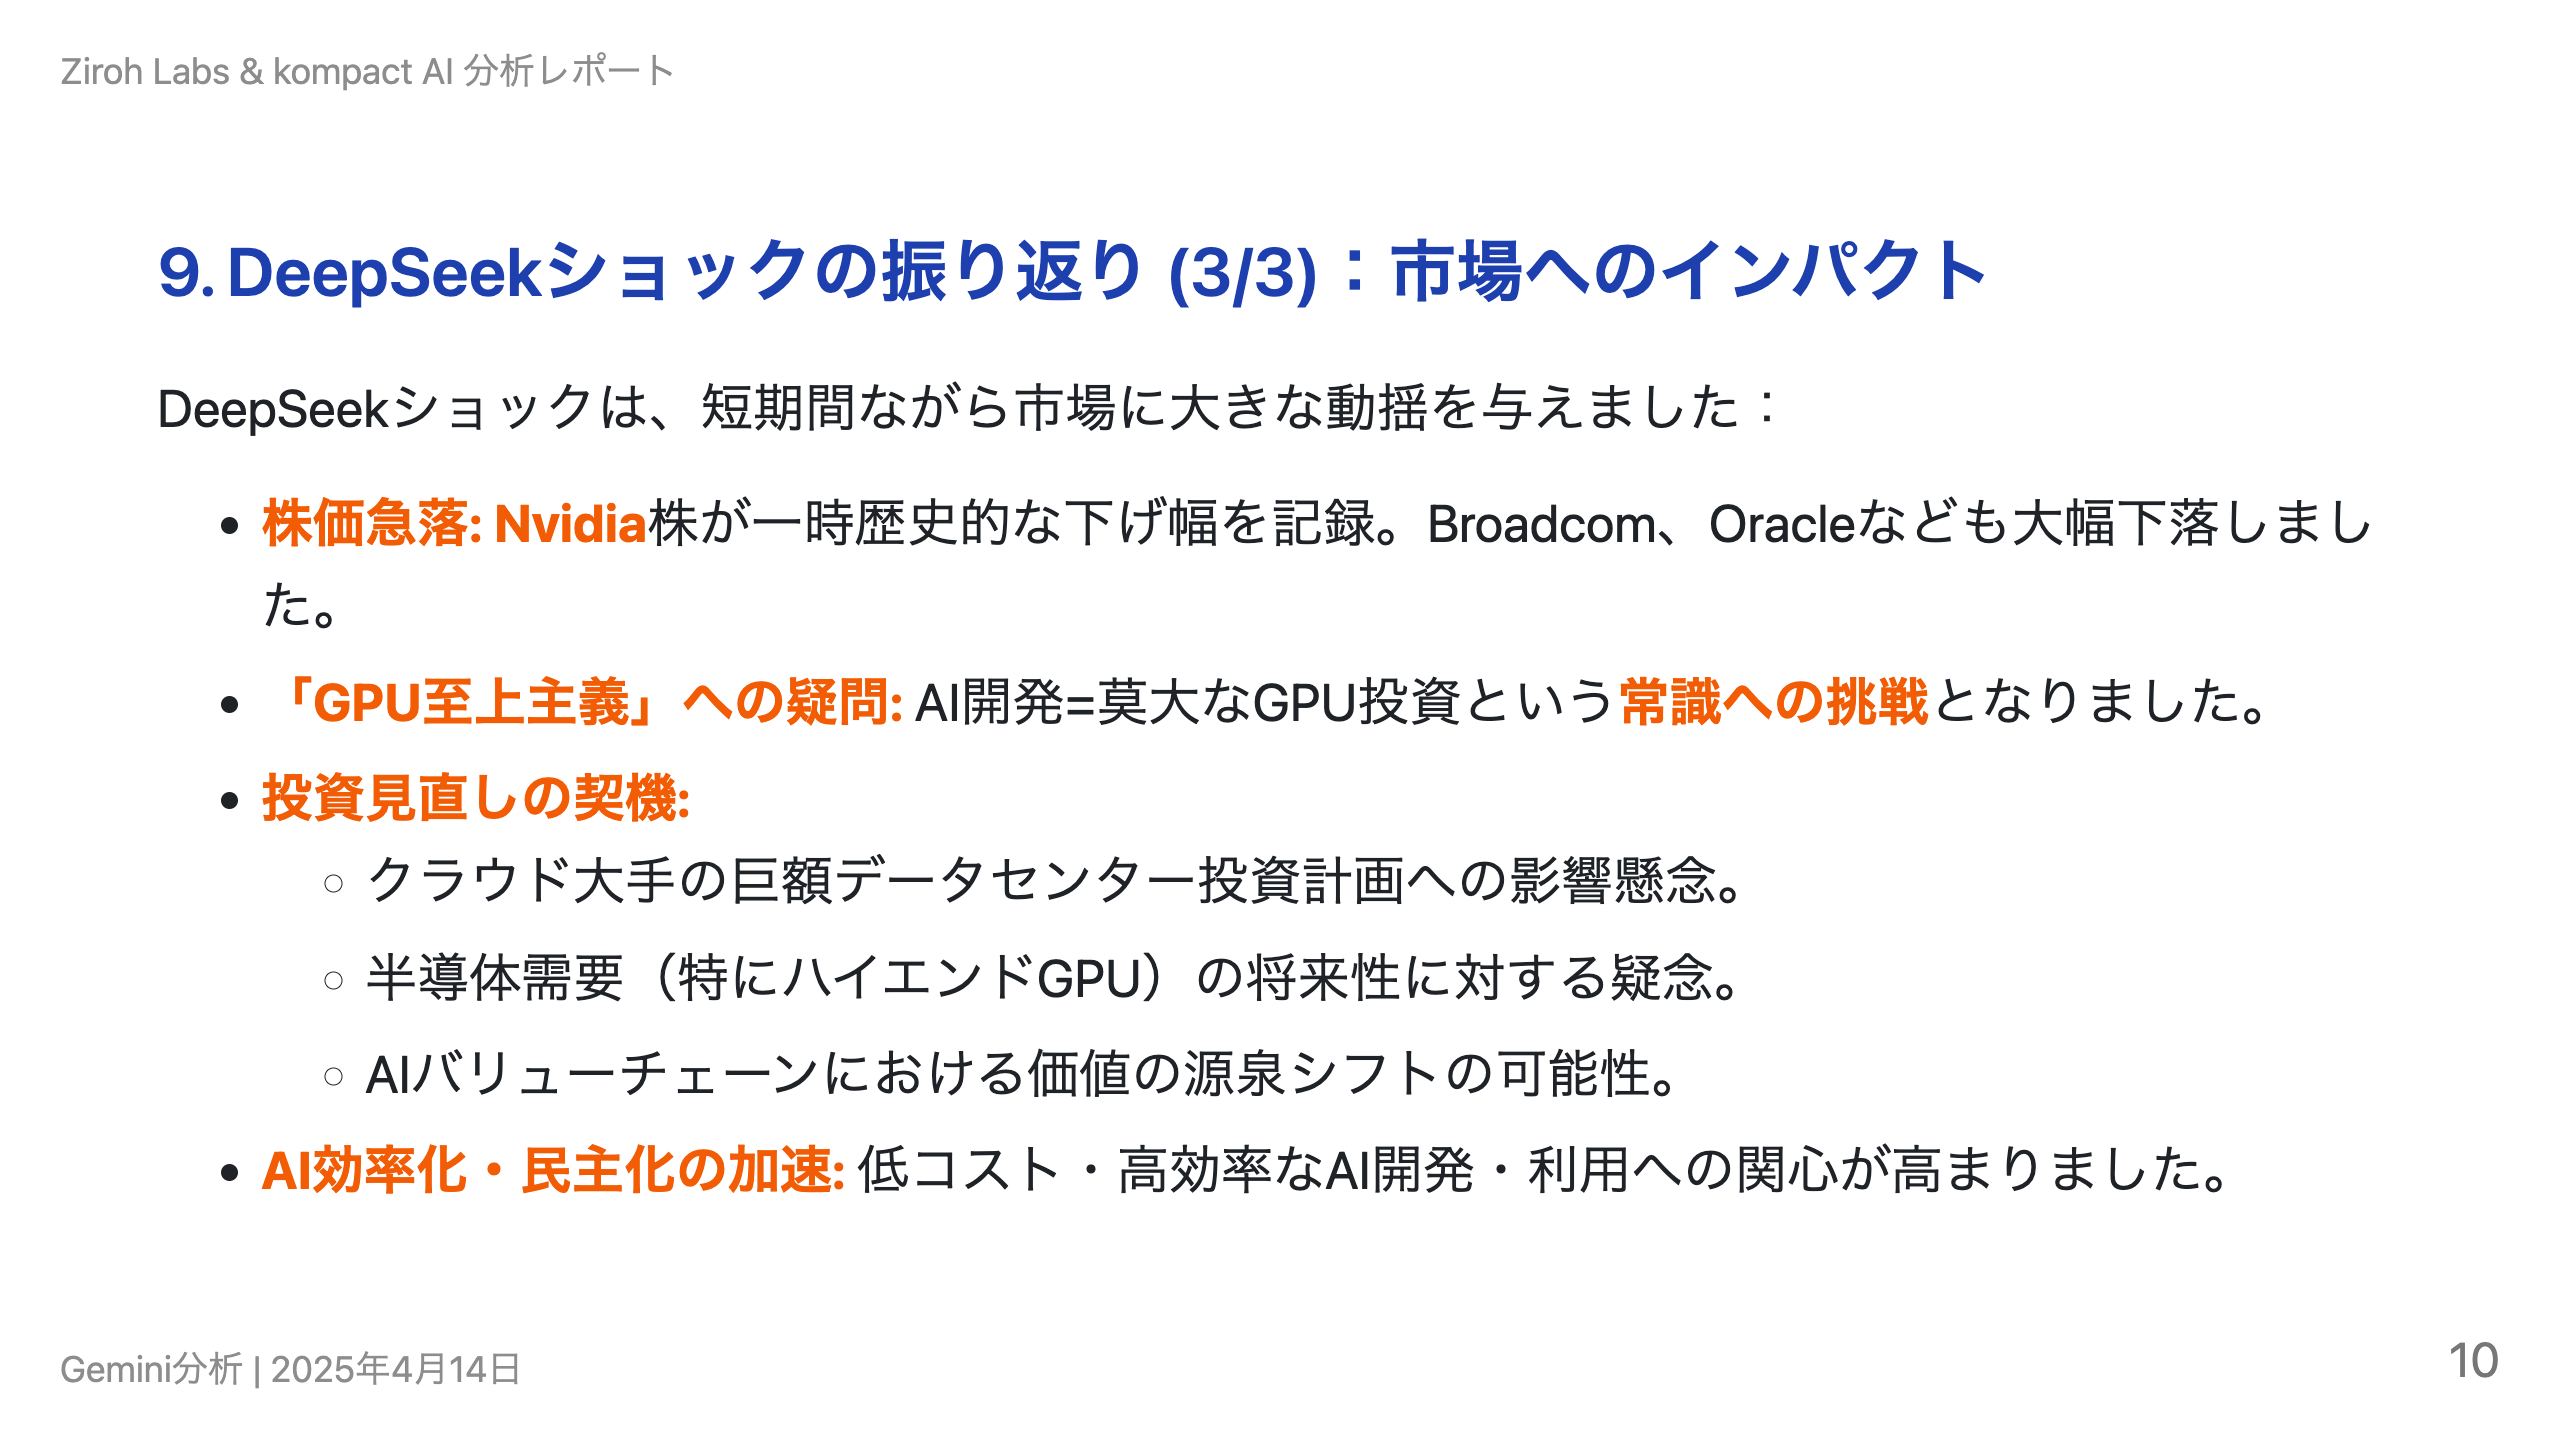 Ziroh Labs & kompact AI 分析レポート
9. DeepSeekショックの振り返り (3/3)：市場へのインパクト
DeepSeekショックは、短期間ながら市場に大きな動揺を与えました：
• 株価急落: Nvidia株が一時歴史的な下げ幅を記録。Broadcom、Oracleなども大幅下落しまし
た。
• 「GPU至上主義」への疑問: AI開発=莫大なGPU投資という常識への挑戦となりました。
• 投資見直しの契機:
○ クラウド大手の巨額データセンター投資計画への影響懸念。
○ 半導体需要（特にハイエンドGPU）の将来性に対する疑念。
○ AIバリューチェーンにおける価値の源泉シフトの可能性。
• AI効率化・民主化の加速: 低コスト・高効率なAI開発・利用への関心が高まりました。
Gemini分析 | 2025年4月14日
10